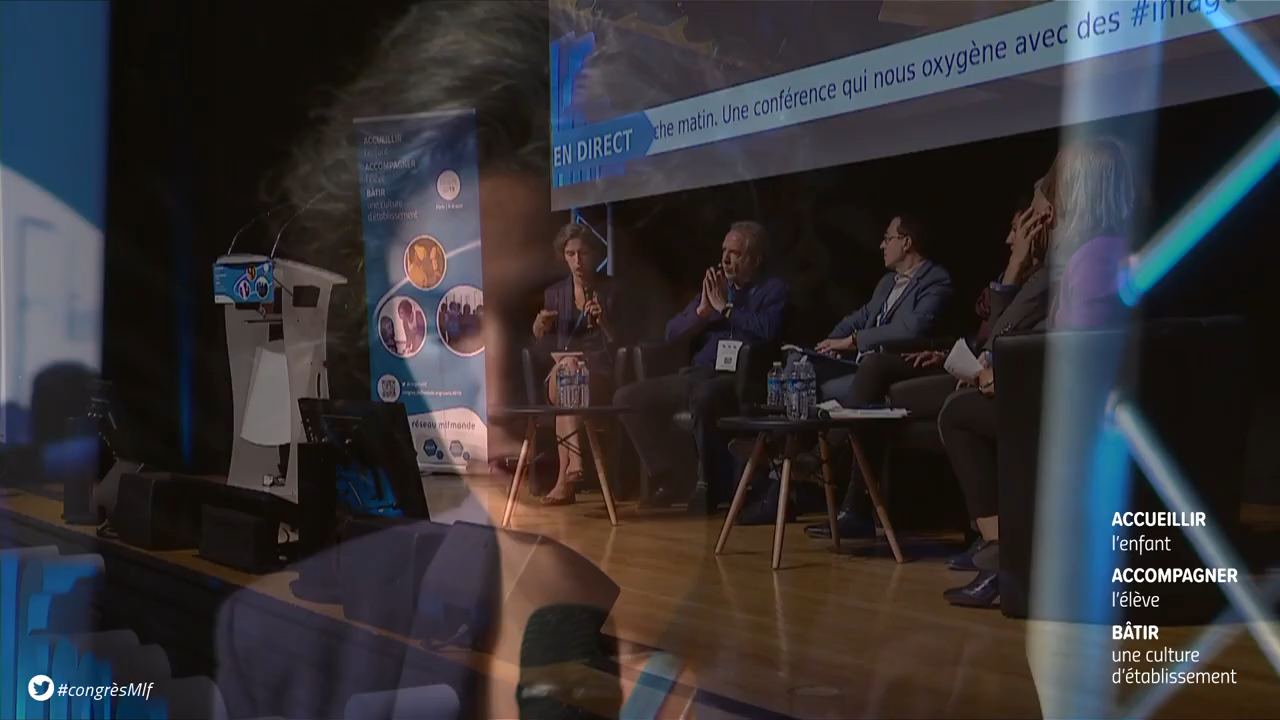 che matin. Une conférence qui nous oxygène avec des #imag
EN DIRECT
ACCUEILLIR
l'enfant
ACCOMPAGNER
l'élève
BÂTIR
une culture
d'établissement
réseau mlfmonde
ACCUEILLIR
l'enfant
ACCOMPAGNER
l'élève
BÂTIR
une culture
d'établissement
#congrèsMlf